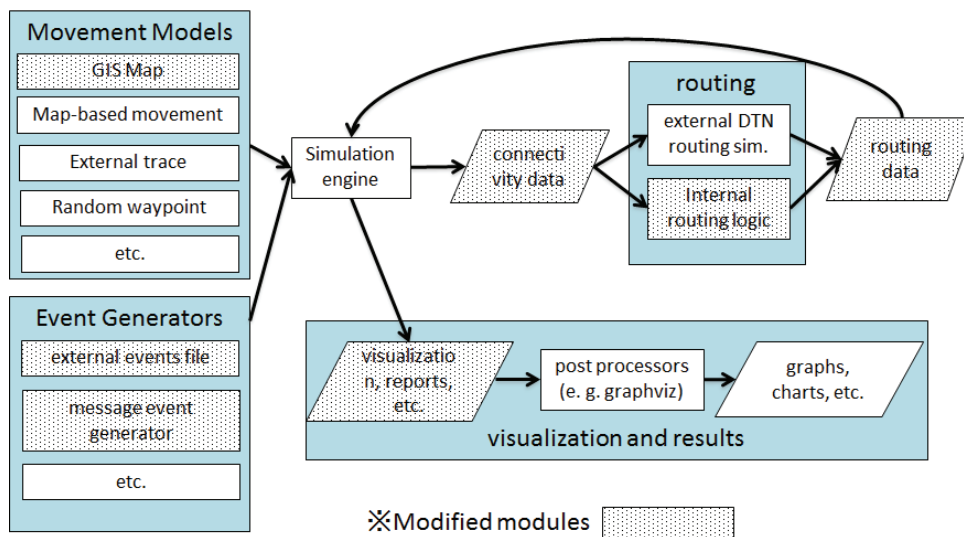 Movement Models
GIS Map
Map-based movement
External trace
Random waypoint
etc.
Event Generators
external events file
message event
generator
etc.
Simulation
engine
connecti
vity data
routing
external DTN
routing sim.
Internal
routing logic
routing
data
visualizatio
n, reports,
etc.
post processors
(e. g. graphviz)
graphs,
charts, etc.
visualization and results
※Modified modules